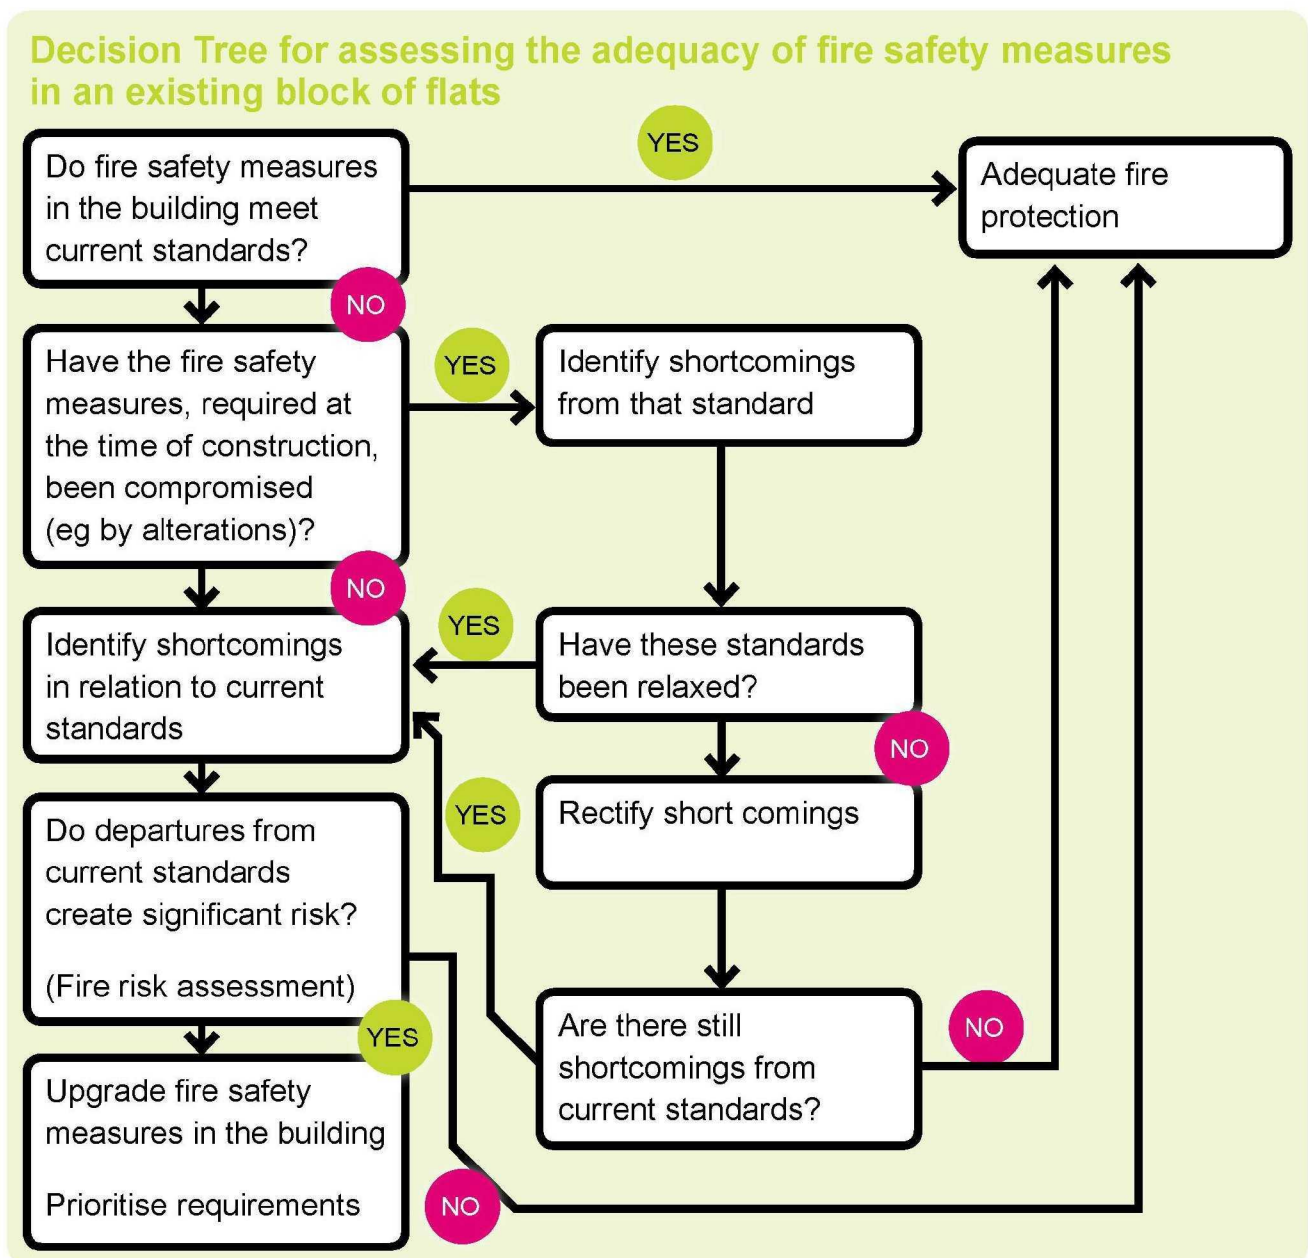 Decision Tree for assessing the adequacy of fire safety measures
in an existing block of flats
Do fire safety measures
in the building meet
current standards?
YES
Adequate fire
protection
NO
Have the fire safety
measures, required at
the time of construction,
been compromised
(eg by alterations)?
YES
Identify shortcomings
from that standard
NO
Identify shortcomings
in relation to current
standards
YES
Have these standards
been relaxed?
NO
Rectify short comings
YES
Do departures from
current standards
create significant risk?
(Fire risk assessment)
YES
Are there still
shortcomings from
current standards?
NO
Upgrade fire safety
measures in the building
Prioritise requirements
NO